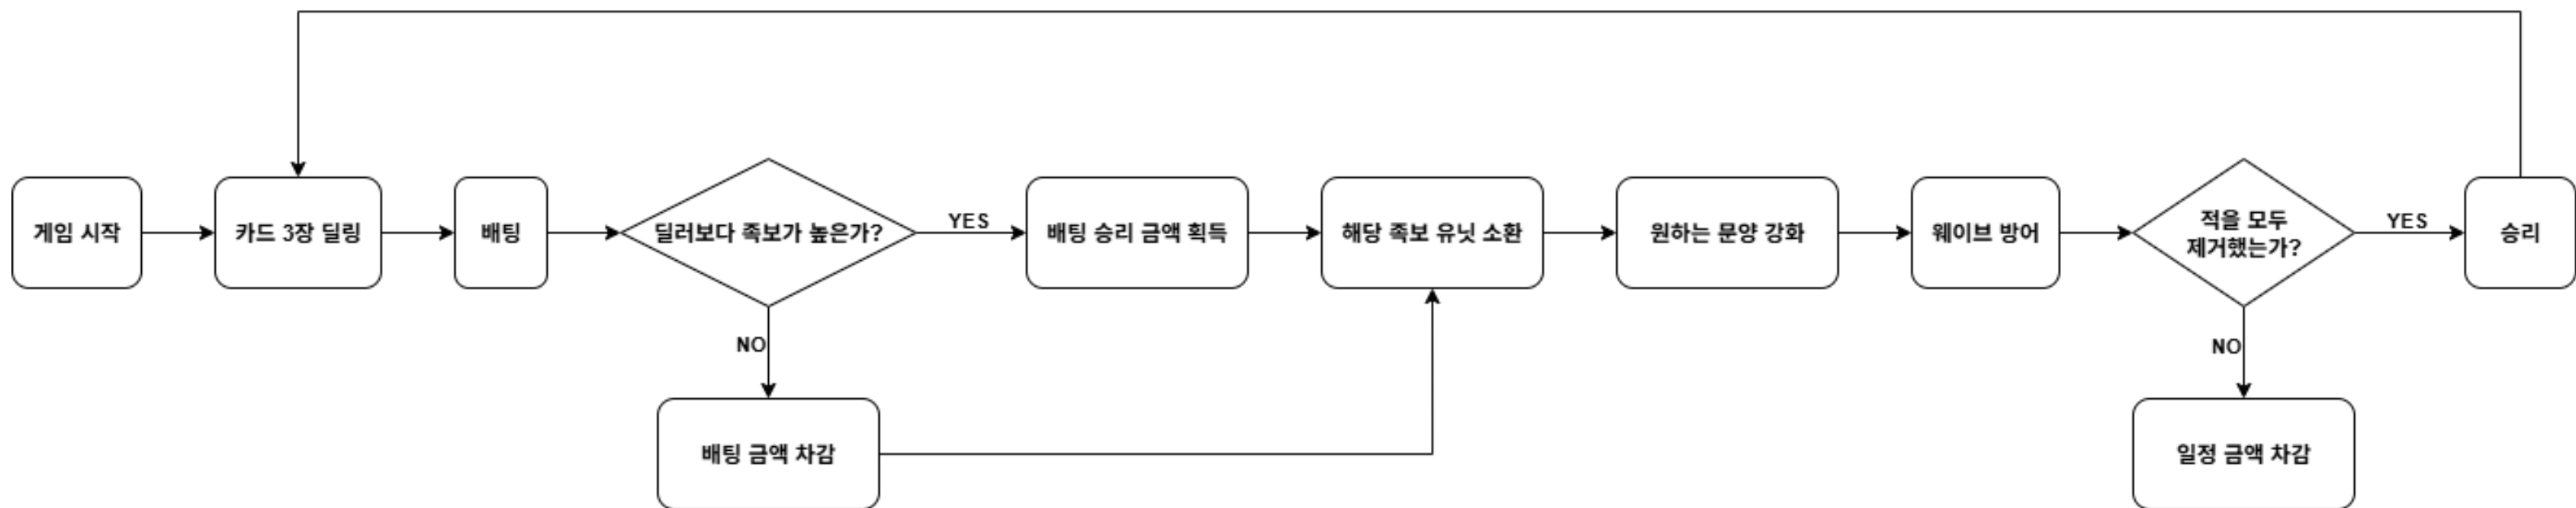 게임 시작
카드 3장 딜링
배팅
딜러보다 족보가 높은가?
YES
배팅 승리 금액 획득
해당 족보 유닛 소환
원하는 문양 강화
웨이브 방어
적을 모두
제거했는가?
YES
승리
NO
배팅 금액 차감
NO
일정 금액 차감